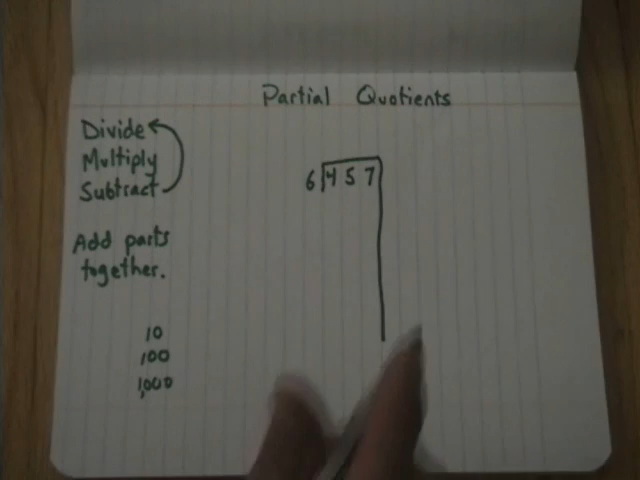 Partial Quotients
Divide
Multiply
Subtract
6 457
Add parts
together.
10
100
1,000